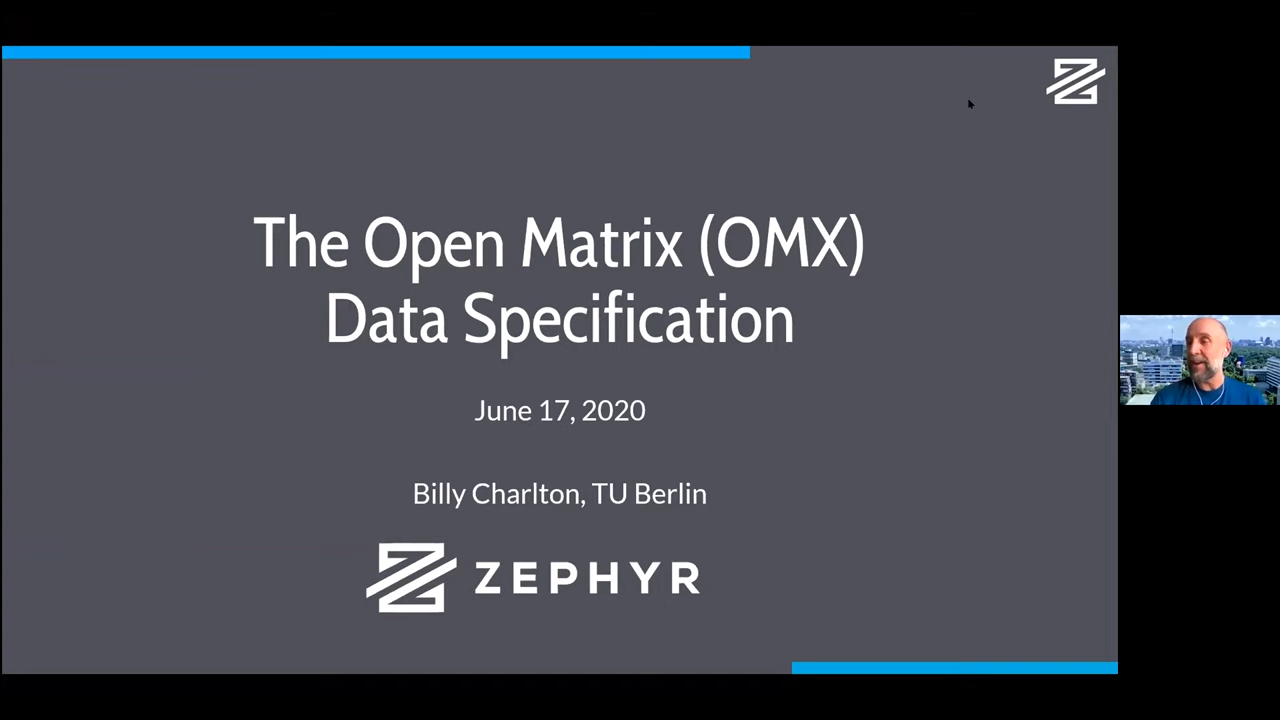 The Open Matrix (OMX)
Data Specification
June 17, 2020
Billy Charlton, TU Berlin
ZEPHYR